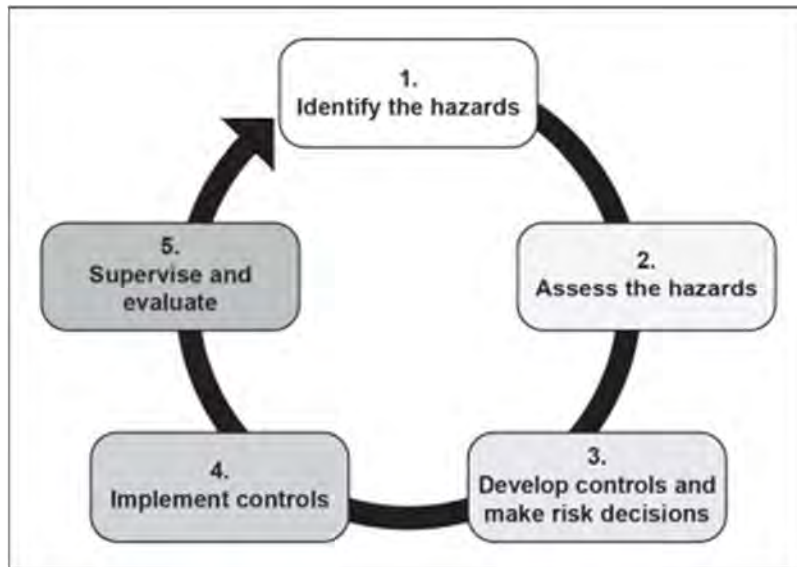 1.
Identify the hazards
2.
Assess the hazards
3.
Develop controls and
make risk decisions
4.
Implement controls
5.
Supervise and
evaluate